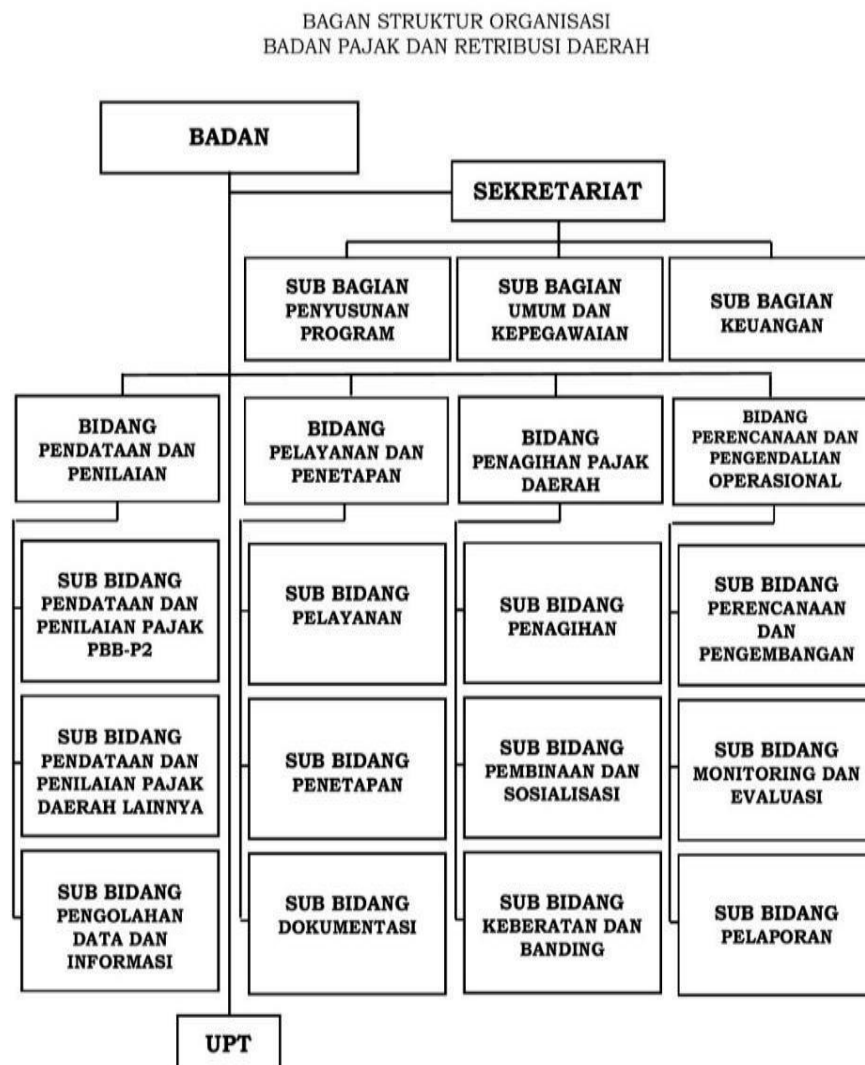 BAGAN STRUKTUR ORGANISASI
BADAN PAJAK DAN RETRIBUSI DAERAH
BADAN
SEKRETARIAT
SUB BAGIAN
PENYUSUNAN
PROGRAM
SUB BAGIAN
UMUM DAN
KEPEGAWAIAN
SUB BAGIAN
KEUANGAN
BIDANG
PENDATAAN DAN
PENILAIAN
BIDANG
PELAYANAN DAN
PENETAPAN
BIDANG
PENAGIHAN PAJAK
DAERAH
BIDANG
PERENCANAAN DAN
PENGENDALIAN
OPERASIONAL
SUB BIDANG
PENDATAAN DAN
PENILAIAN PAJAK
PBB-P2
SUB BIDANG
PELAYANAN
SUB BIDANG
PENAGIHAN
SUB BIDANG
PERENCANAAN
DAN
PENGEMBANGAN
SUB BIDANG
PENDATAAN DAN
PENILAIAN PAJAK
DAERAH LAINNYA
SUB BIDANG
PENETAPAN
SUB BIDANG
PEMBINAAN DAN
SOSIALISASI
SUB BIDANG
MONITORING DAN
EVALUASI
SUB BIDANG
PENGOLAHAN
DATA DAN
INFORMASI
SUB BIDANG
DOKUMENTASI
SUB BIDANG
KEBERATAN DAN
BANDING
SUB BIDANG
PELAPORAN
UPT